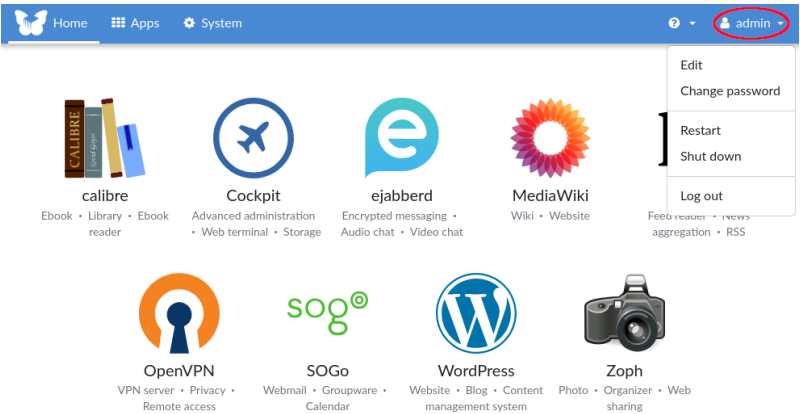 Home
Apps
System
?
admin
Edit
Change password
Restart
Shut down
Log out
CALIBRE
calibre
Ebook • Library • Ebook
reader
Cockpit
Advanced administration
• Web terminal • Storage
e
ejabberd
Encrypted messaging •
Audio chat • Video chat
MediaWiki
Wiki • Website
Feed reader • News
aggregation • RSS
OpenVPN
VPN server • Privacy •
Remote access
sogo
SOGo
Webmail • Groupware •
Calendar
W
WordPress
Website • Blog • Content
management system
Zoph
Photo • Organizer • Web
sharing